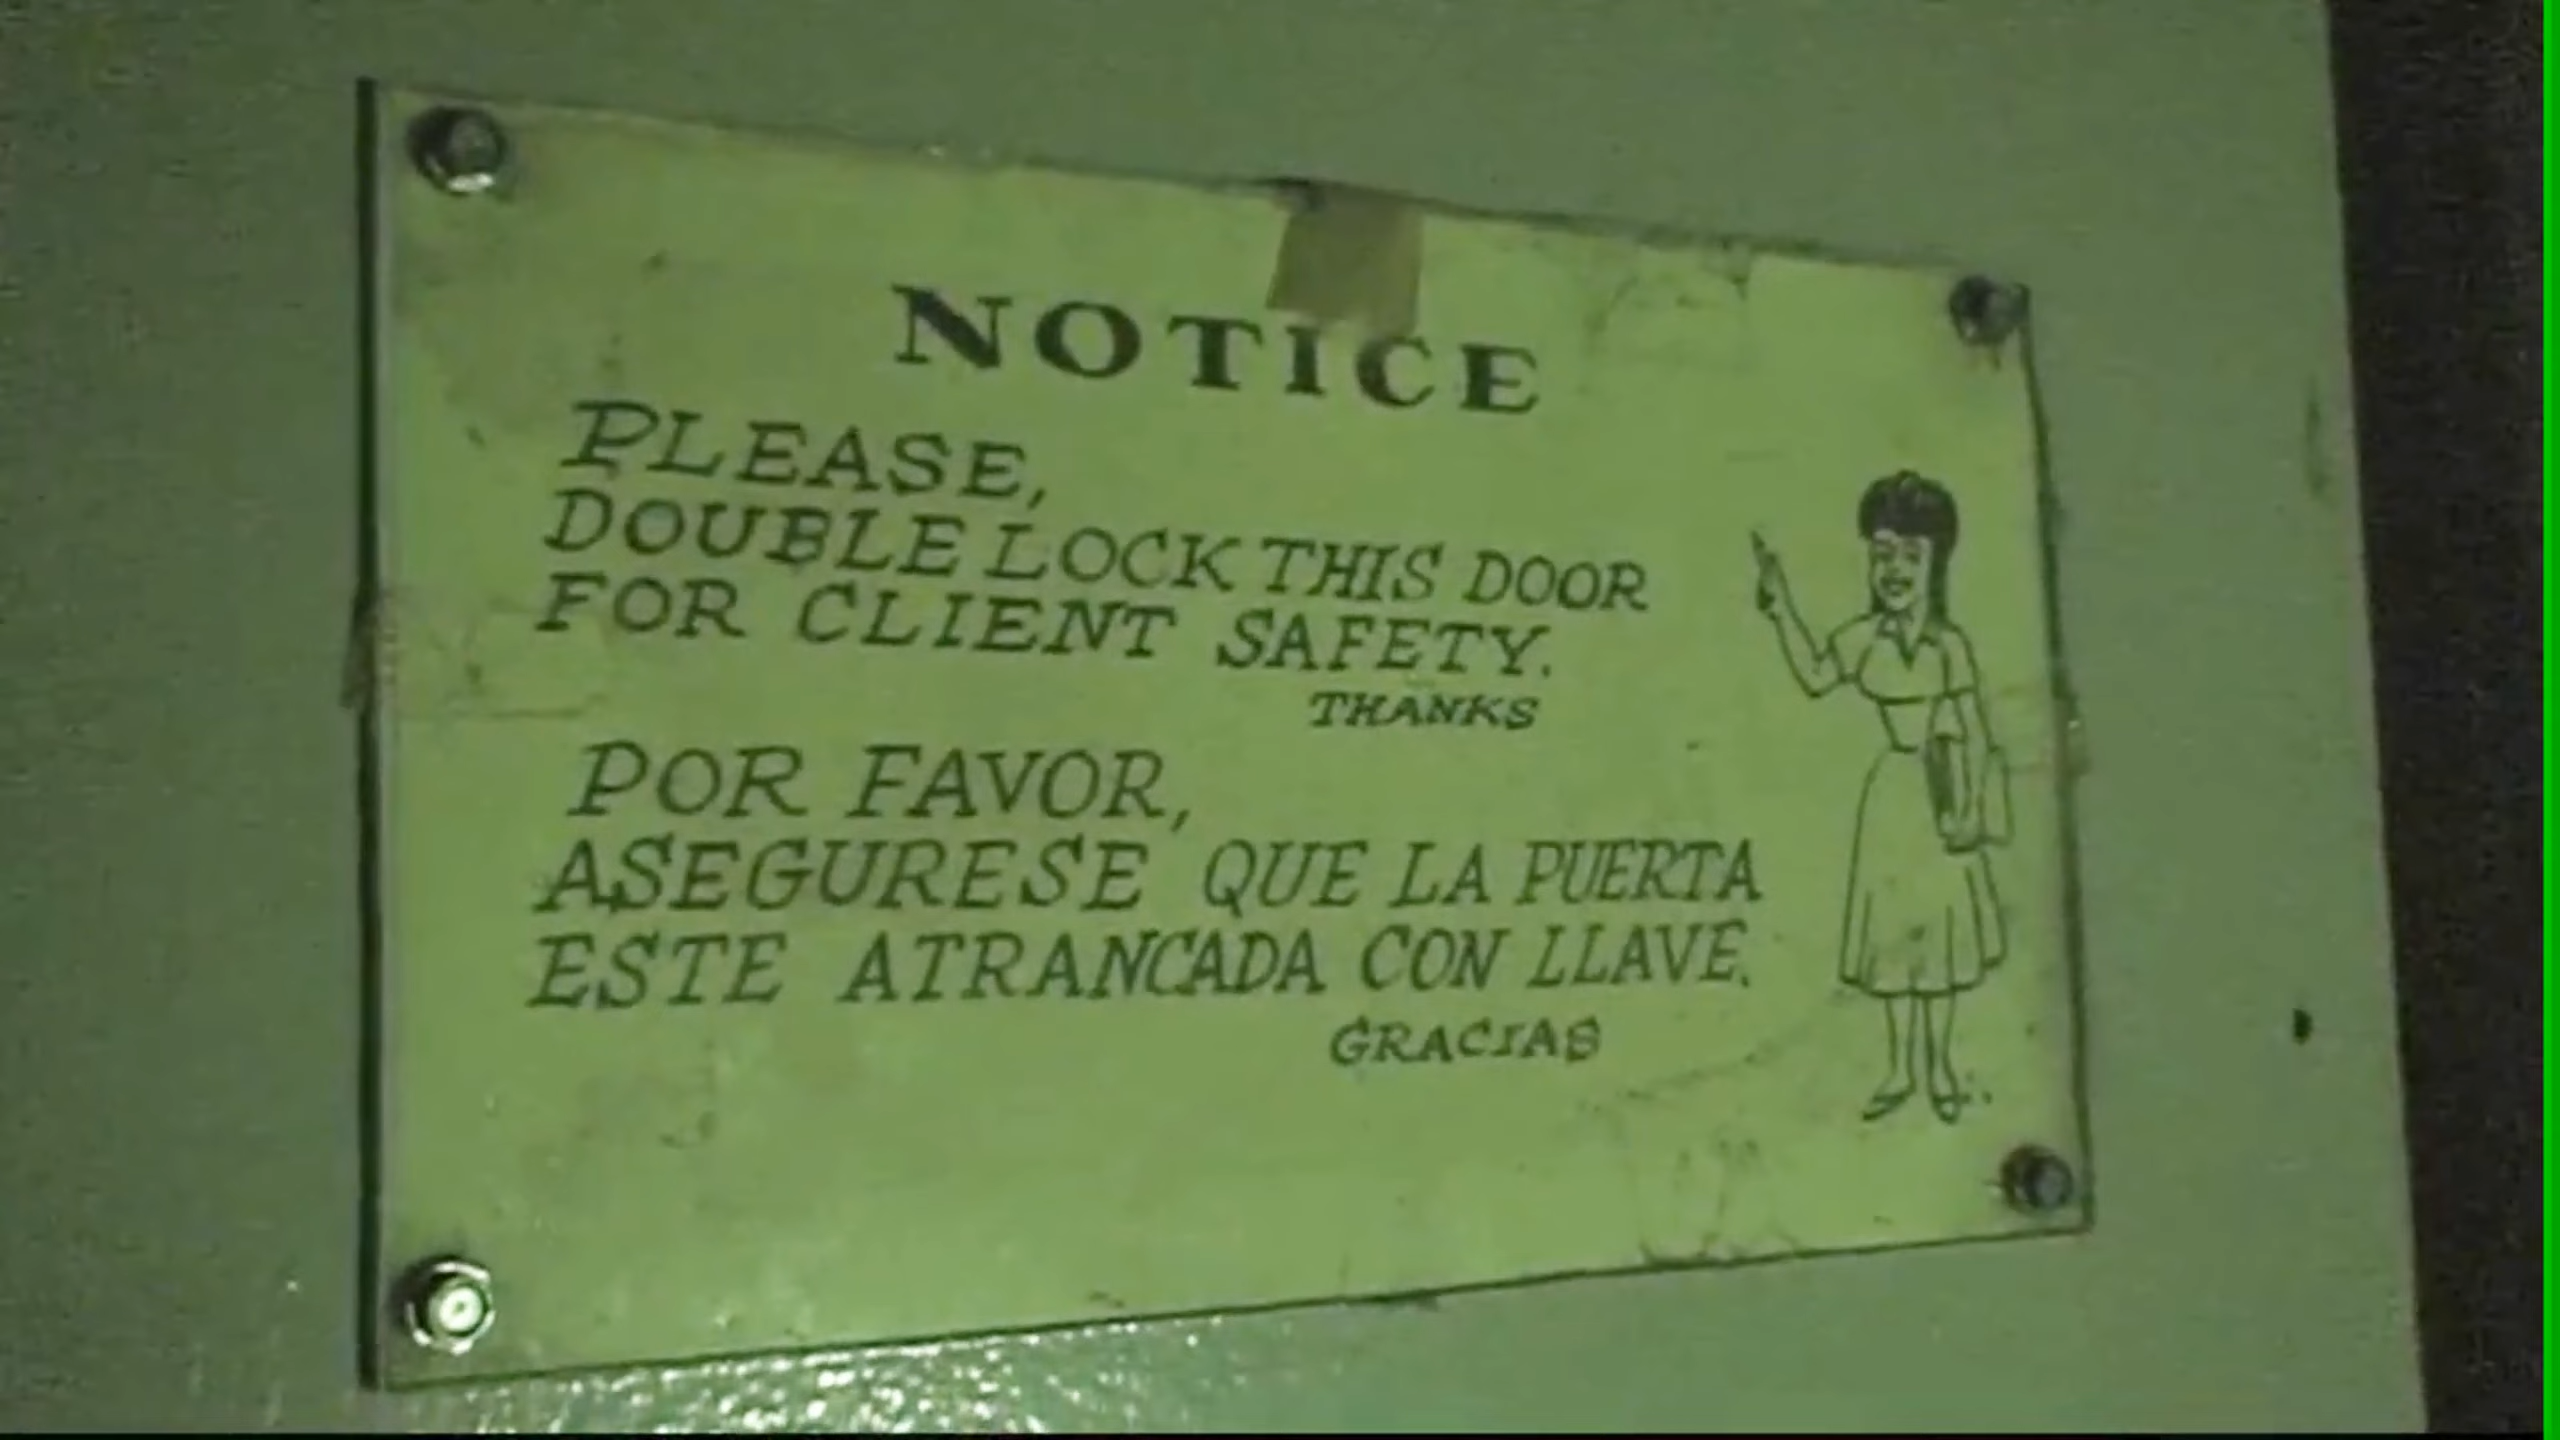 NOTICE
PLEASE,
DOUBLE LOCK THIS DOOR
FOR CLIENT SAFETY.
THANKS
POR FAVOR,
ASEGURESE QUE LA PUERTA
ESTE ATRANCADA CON LLAVE.
GRACIAS